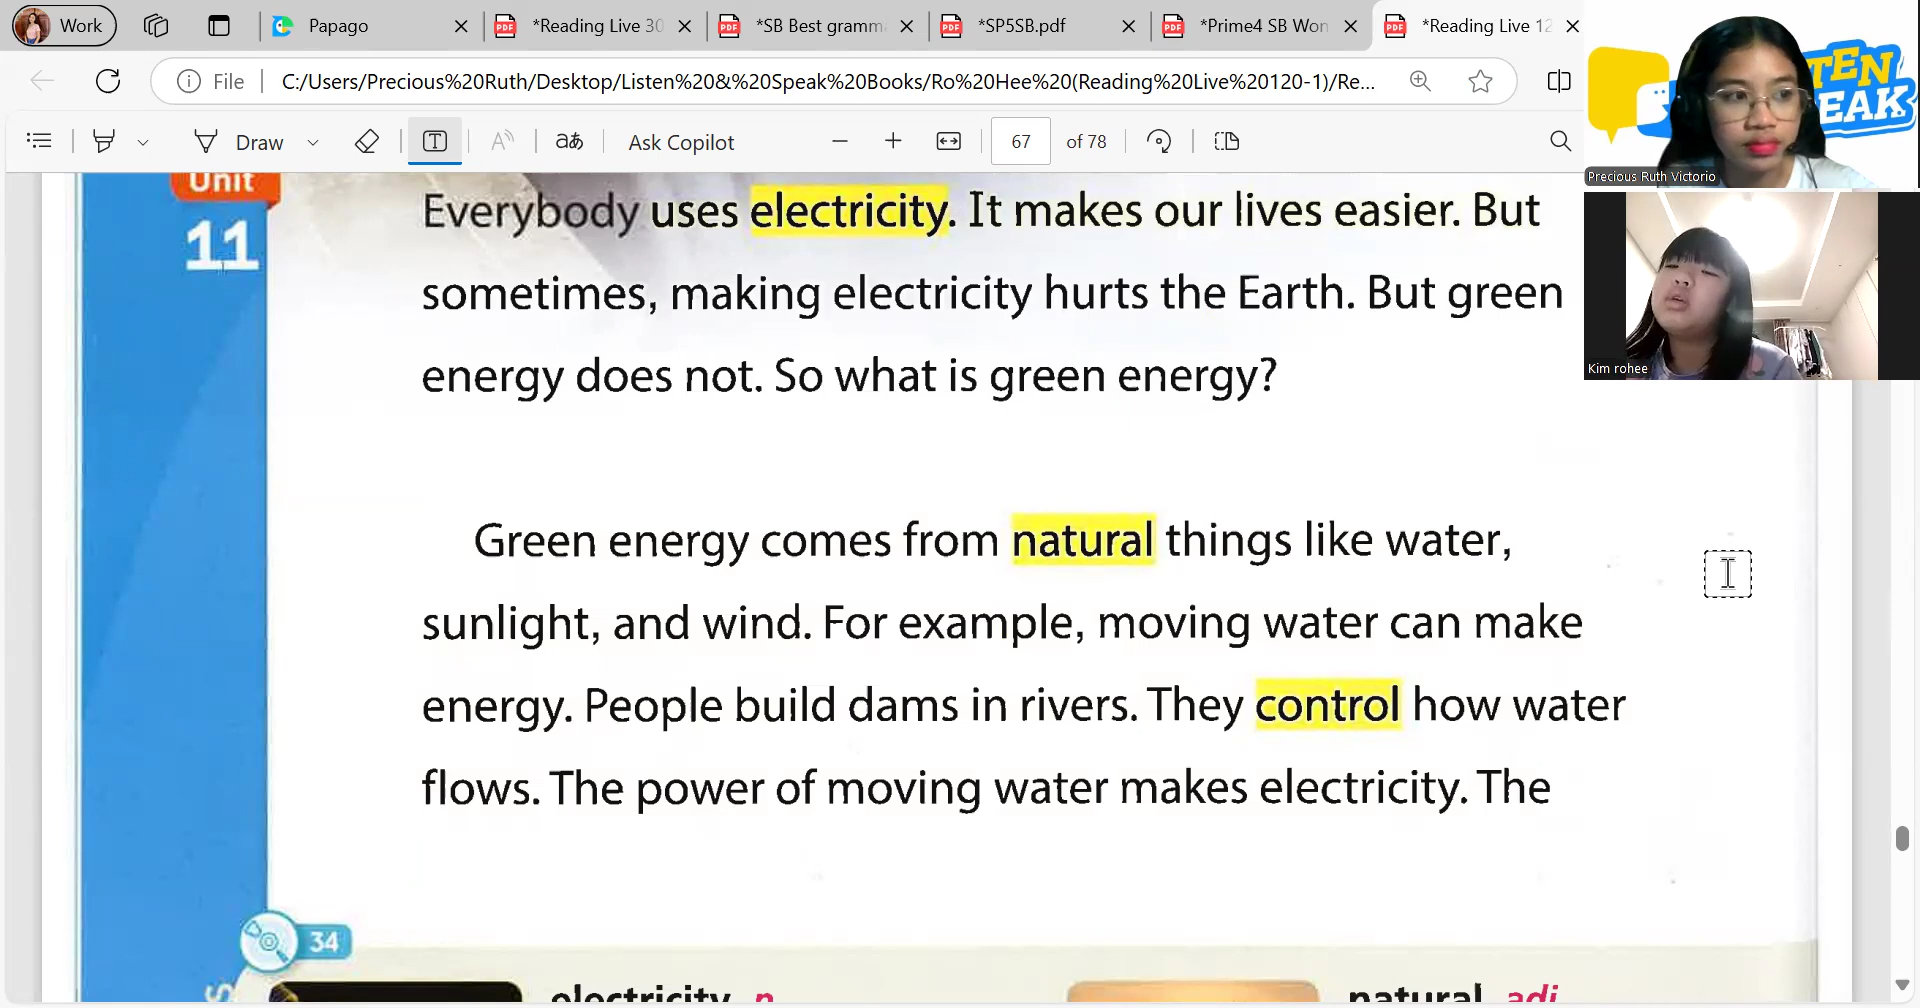 Work
Papago
*Reading Live 30
*SB Best gramm
*SP5SB.pdf
*Prime4 SB Won
*Reading Live 12
File
C:/Users/Precious%20Ruth/Desktop/Listen%20&%20Speak%20Books/Ro%20Hee%20(Reading%20Live%20120-1)/Re...
Draw
Ask Copilot
67 of 78
TEN
EAK
Precious Ruth Victorio
Kim rohee
Unit
11
Everybody uses electricity. It makes our lives easier. But
sometimes, making electricity hurts the Earth. But green
energy does not. So what is green energy?
Green energy comes from natural things like water,
sunlight, and wind. For example, moving water can make
energy. People build dams in rivers. They control how water
flows. The power of moving water makes electricity. The
34
electricity n
natural adj